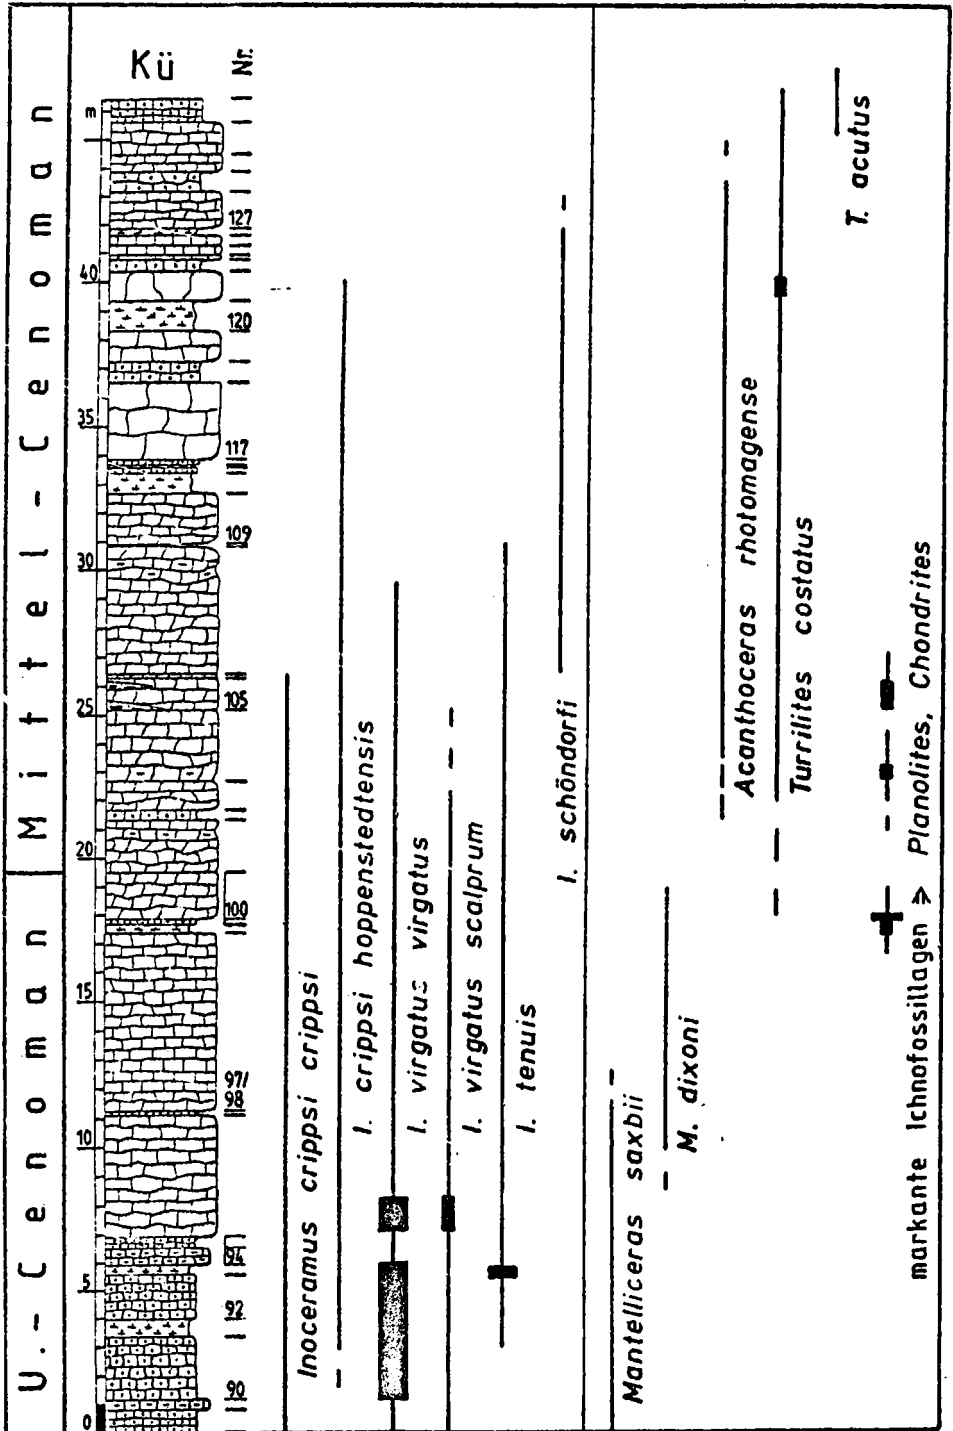 Kü
Nr.
m
40
35
30
25
20
15
10
5
0
127
120
117
109
105
100
97/
98
94
92
90
Mittel-Cenoman
U.-Cenoman
Inoceramus crippsi crippsi
I. crippsi hoppenstedtensis
I. virgatus virgatus
I. virgatus scalprum
I. tenuis
I. schöndorfi
Mantelliceras saxbii
M. dixoni
Acanthoceras rhotomagense
Turrilites costatus
T. acutus
markante Ichnofossillagen ⪢ Planolites, Chondrites